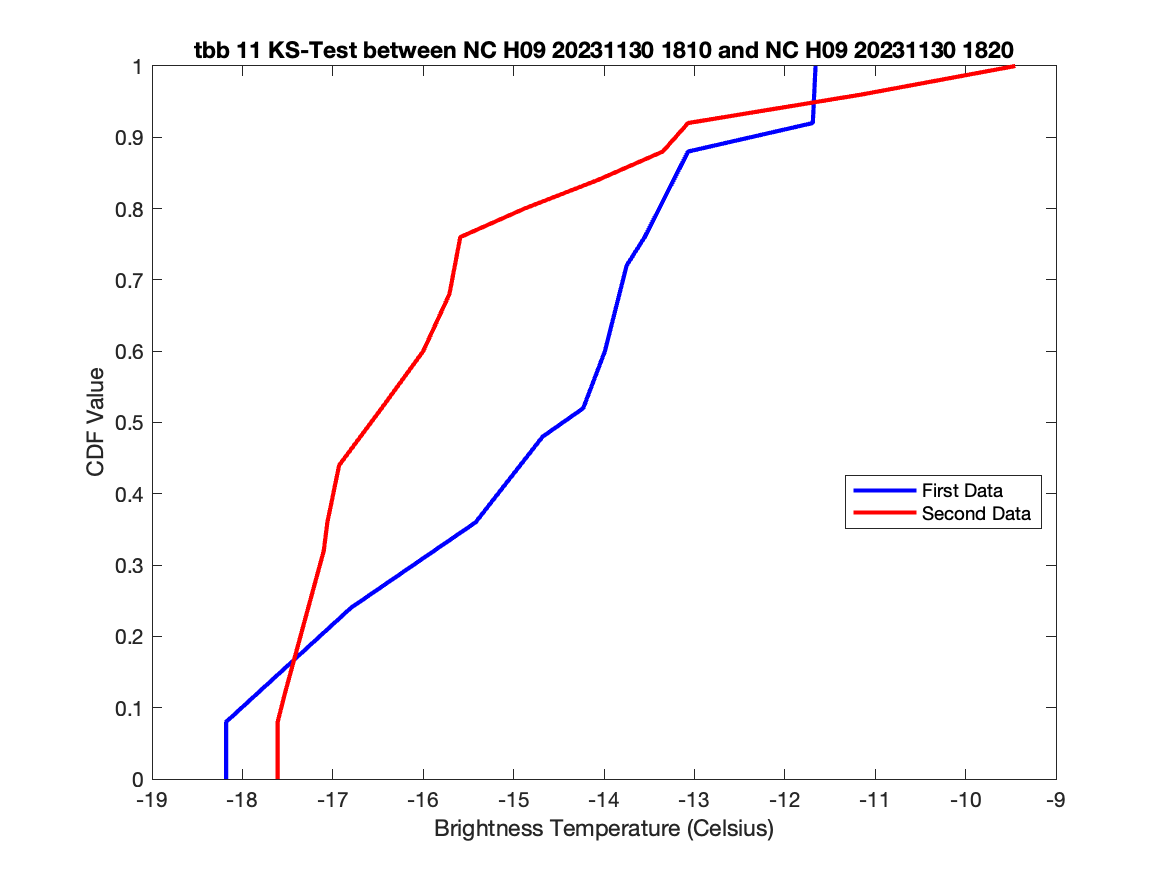 tbb 11 KS-Test between NC H09 20231130 1810 and NC H09 20231130 1820
1
0.9
0.8
0.7
0.6
0.5
0.4
0.3
0.2
0.1
0
CDF Value
First Data
Second Data
-19 -18 -17 -16 -15 -14 -13 -12 -11 -10 -9
Brightness Temperature (Celsius)